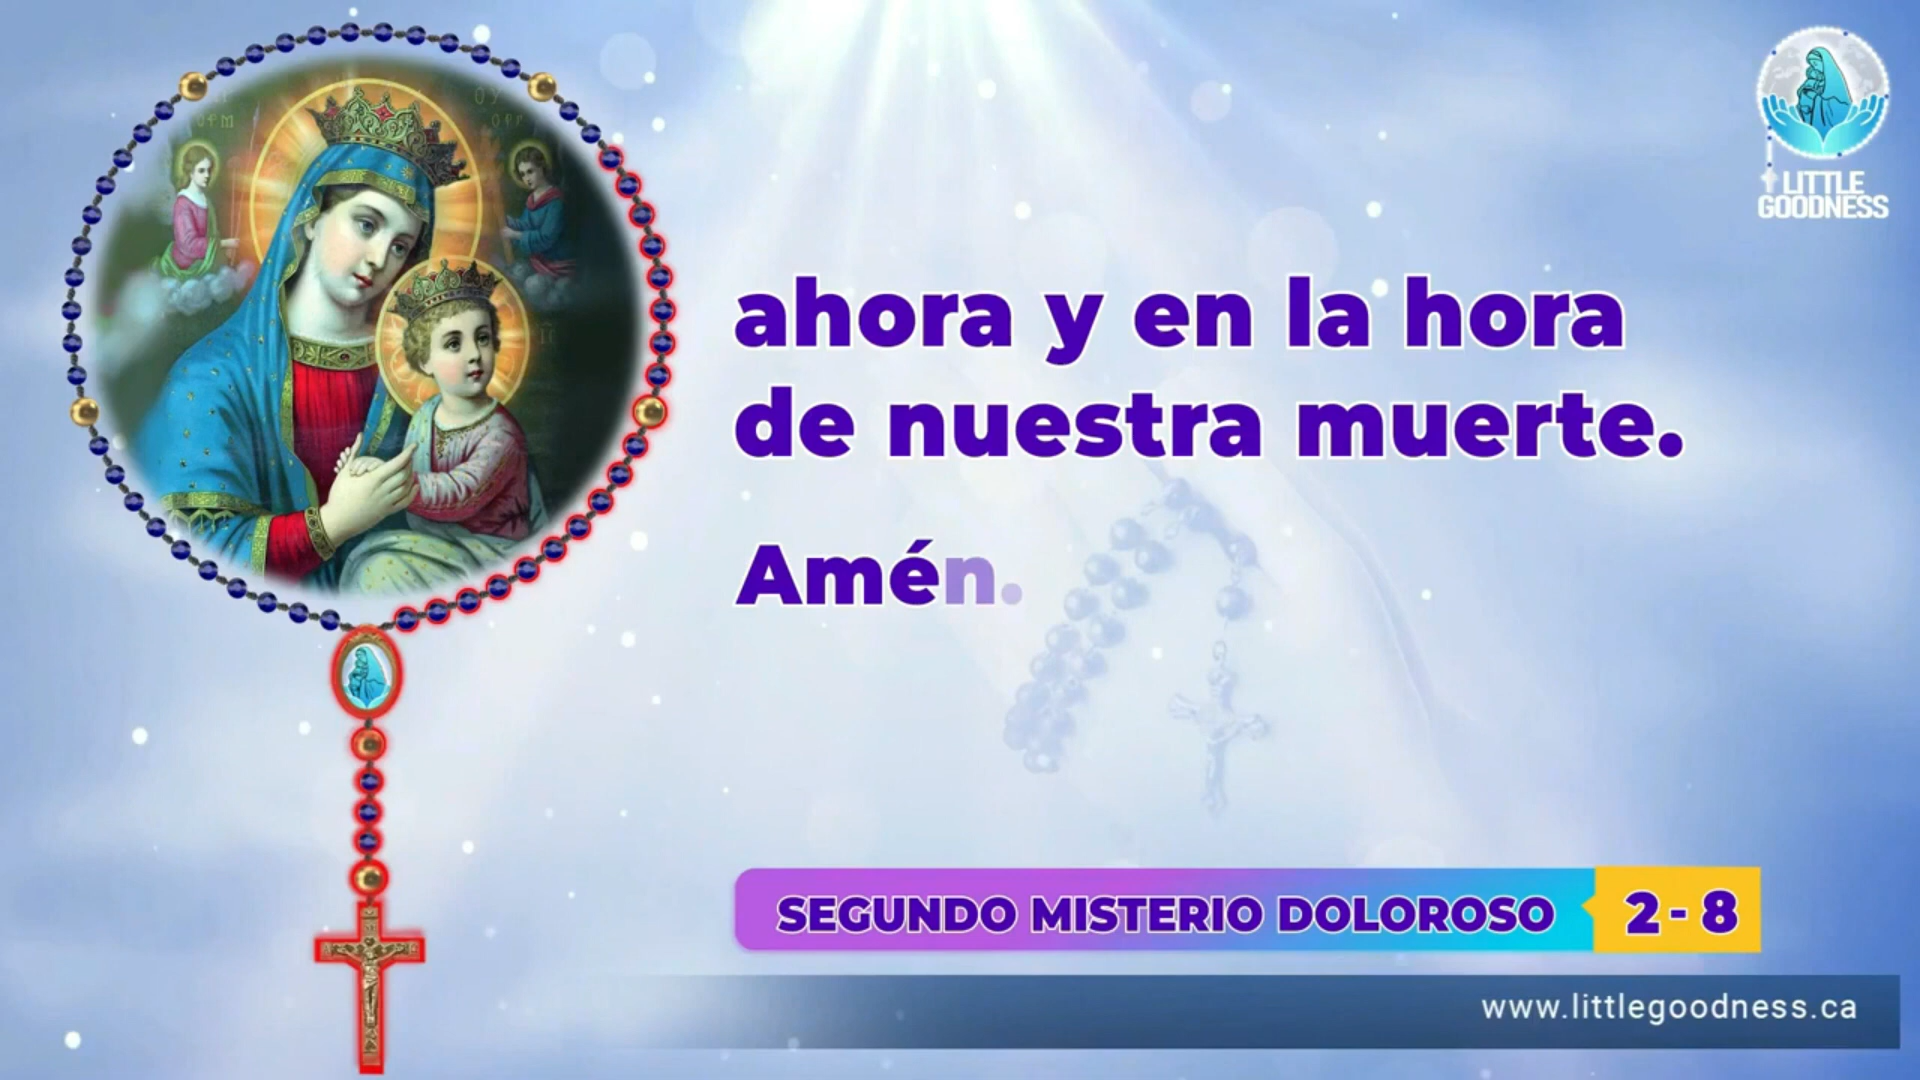 LITTLE
GOODNESS
ahora y en la hora
de nuestra muerte.
Amén.
SEGUNDO MISTERIO DOLOROSO 2 - 8
www.littlegoodness.ca